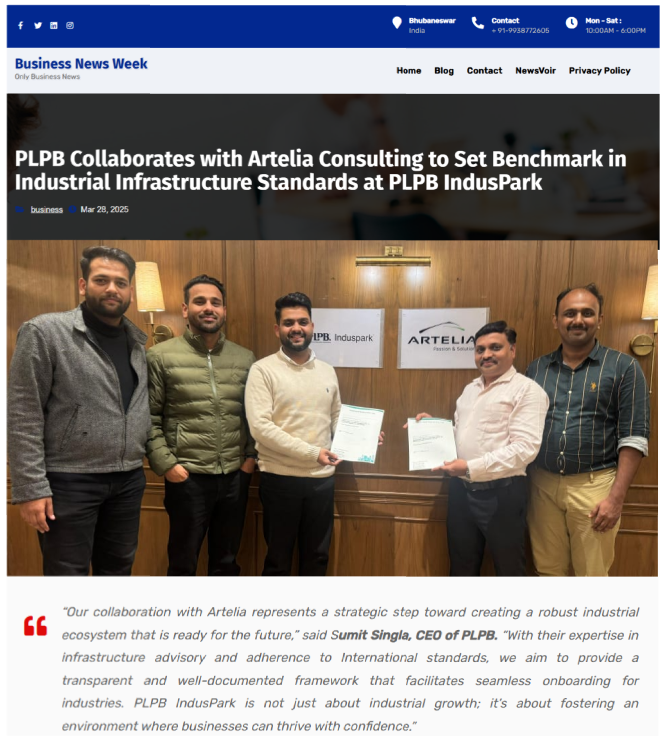 Bhubaneswar
India
Contact
+ 91-9938772605
Mon - Sat :
10:00AM - 6:00PM
Business News Week
Only Business News
Home Blog Contact NewsVoir Privacy Policy
PLPB Collaborates with Artelia Consulting to Set Benchmark in
Industrial Infrastructure Standards at PLPB IndusPark
business Mar 28, 2025
PLPB. Induspark
ARTELIA
Passion & Solutions
“Our collaboration with Artelia represents a strategic step toward creating a robust industrial
ecosystem that is ready for the future,” said Sumit Singla, CEO of PLPB. “With their expertise in
infrastructure advisory and adherence to International standards, we aim to provide a
transparent and well-documented framework that facilitates seamless onboarding for
industries. PLPB IndusPark is not just about industrial growth; it’s about fostering an
environment where businesses can thrive with confidence.”